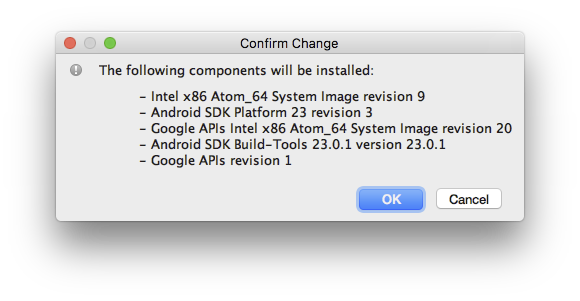 Confirm Change
The following components will be installed:
- Intel x86 Atom_64 System Image revision 9
- Android SDK Platform 23 revision 3
- Google APIs Intel x86 Atom_64 System Image revision 20
- Android SDK Build-Tools 23.0.1 version 23.0.1
- Google APIs revision 1
OK Cancel